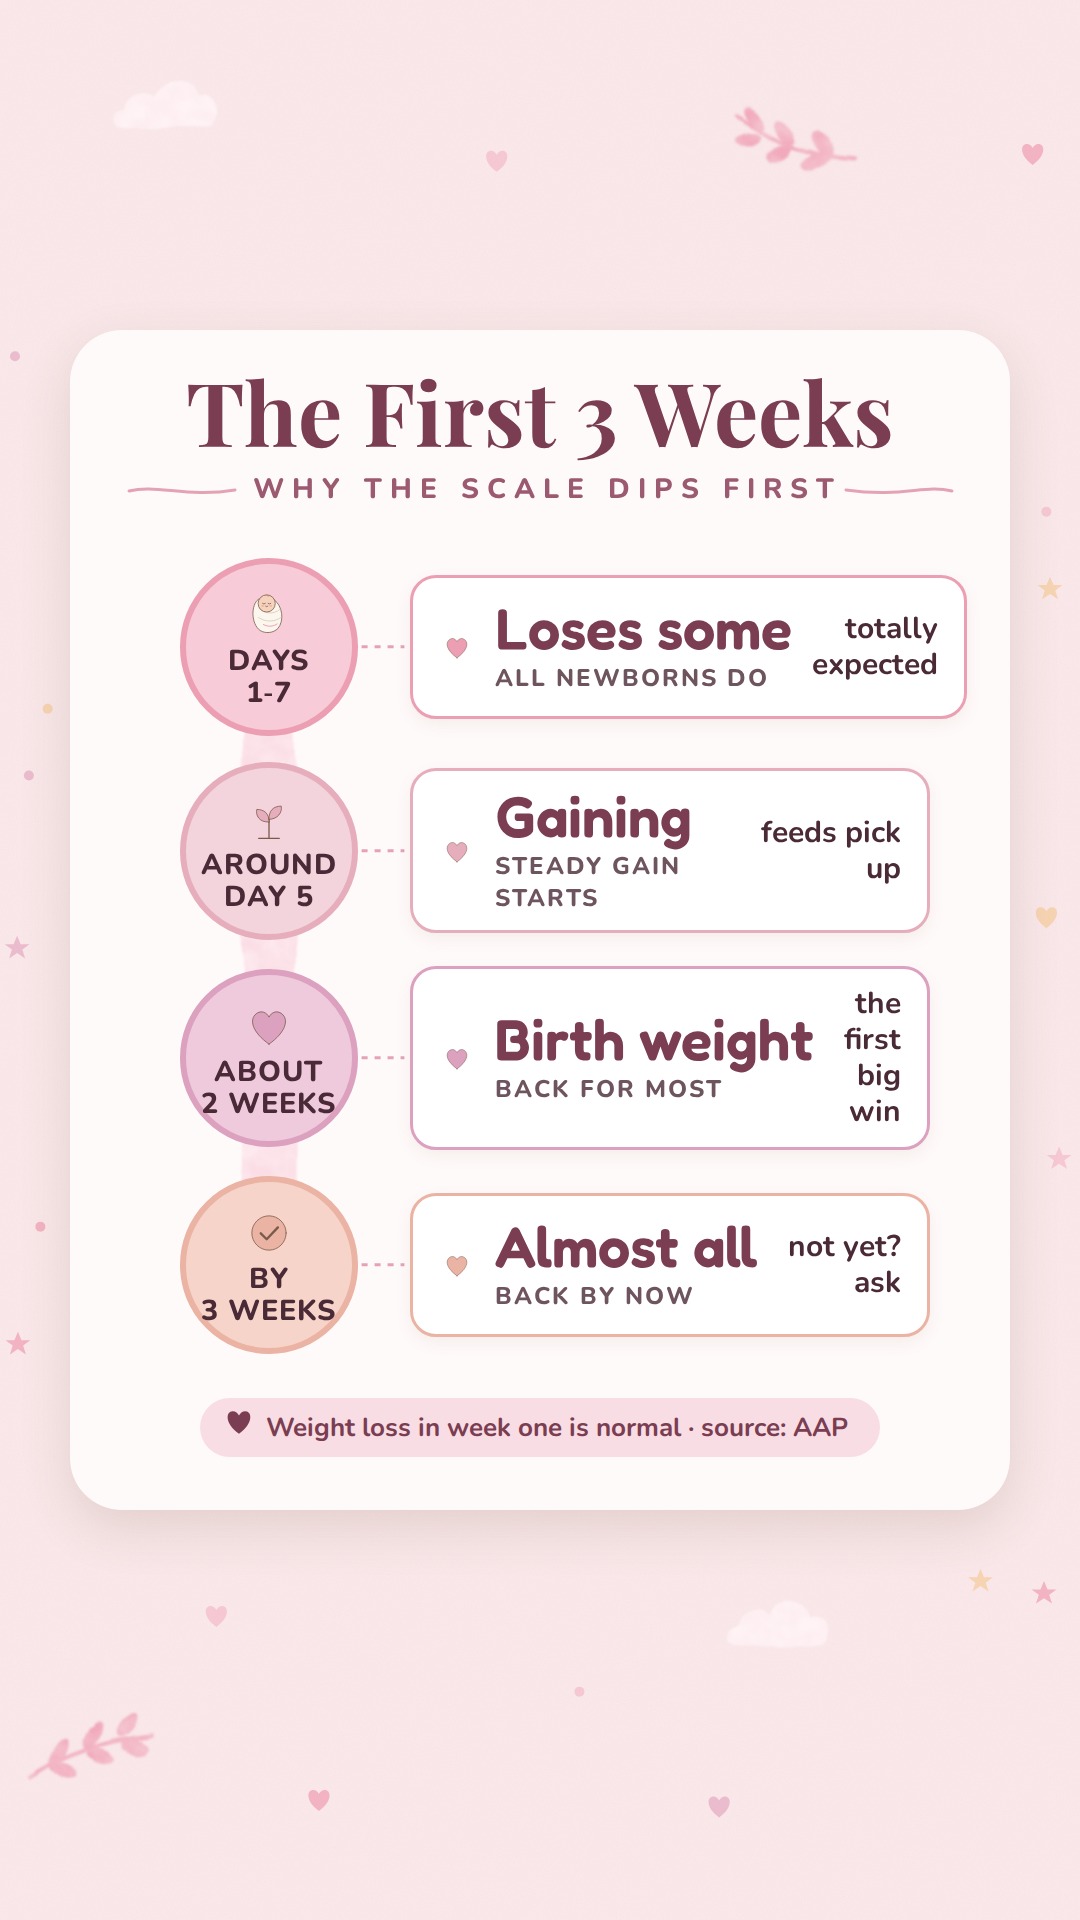 The First 3 Weeks
WHY THE SCALE DIPS FIRST
DAYS
1-7
Loses some
ALL NEWBORNS DO
totally
expected
AROUND
DAY 5
Gaining
STEADY GAIN
STARTS
feeds pick
up
ABOUT
2 WEEKS
Birth weight
BACK FOR MOST
the
first
big
win
BY
3 WEEKS
Almost all
BACK BY NOW
not yet?
ask
Weight loss in week one is normal · source: AAP